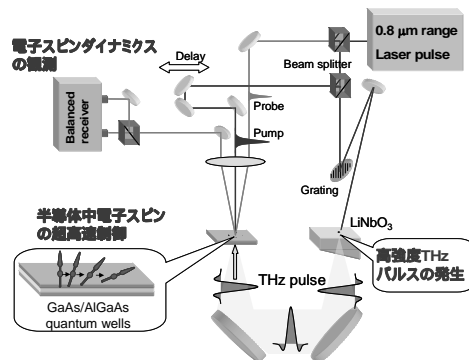 電子スピンダイナミクス
の観測
Delay
0.8 μm range
Laser pulse
Beam splitter
Balanced
receiver
Probe
Pump
Grating
半導体中電子スピン
の超高速制御
LiNbO3
THz pulse
高強度THz
パルスの発生
GaAs/AlGaAs
quantum wells